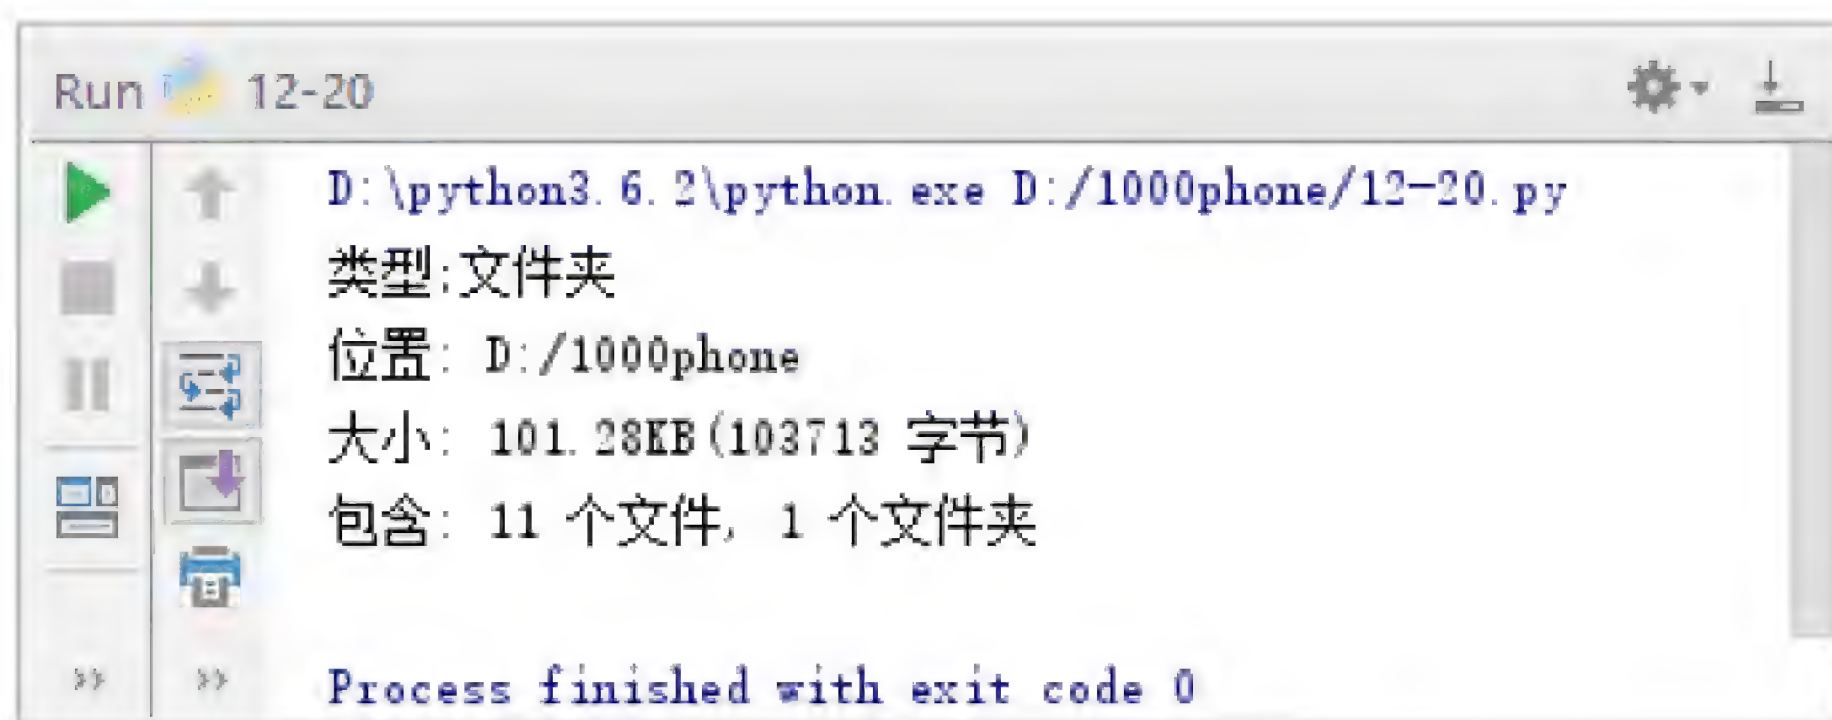 Run 12-20
D:\python3.6.2\python.exe D:/1000phone/12-20.py
类型:文件夹
位置: D:/1000phone
大小: 101.28KB(103713 字节)
包含: 11 个文件, 1 个文件夹
Process finished with exit code 0